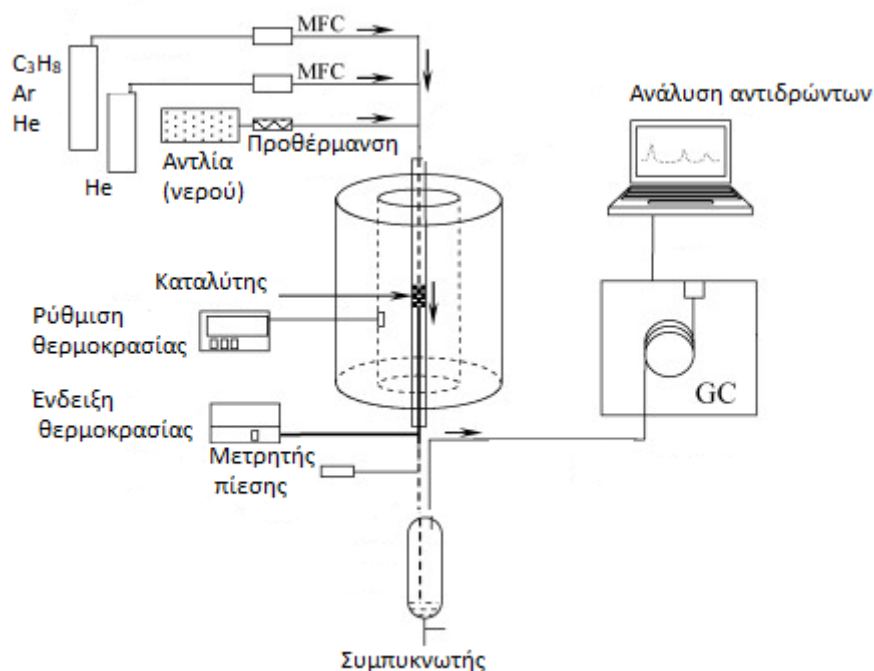 MFC
C₃H₈
Ar
He
MFC
He
Αντλία
(νερού)
Προθέρμανση
Ανάλυση αντιδρώντων
Καταλύτης
Ρύθμιση
θερμοκρασίας
GC
Ένδειξη
θερμοκρασίας
Μετρητής
πίεσης
Συμπυκνωτής